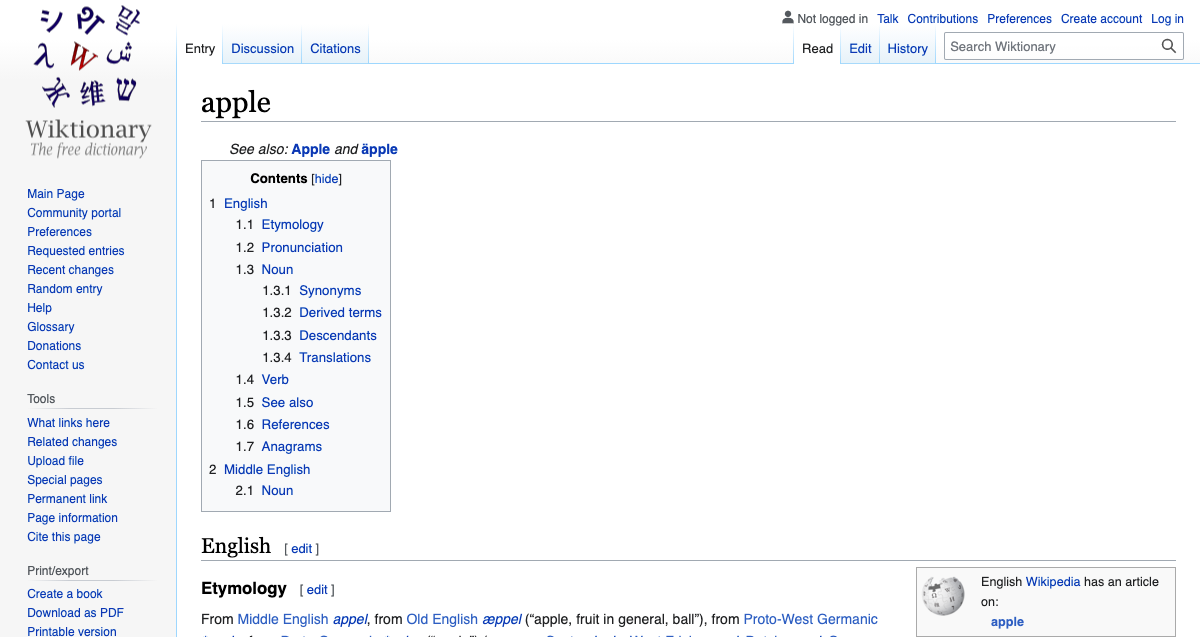 Not logged in Talk Contributions Preferences Create account Log in
Entry Discussion Citations Read Edit History Search Wiktionary
シ
말
λ
W
维
Wiktionary
The free dictionary
Main Page
Community portal
Preferences
Requested entries
Recent changes
Random entry
Help
Glossary
Donations
Contact us
Tools
What links here
Related changes
Upload file
Special pages
Permanent link
Page information
Cite this page
Print/export
Create a book
Download as PDF
Printable version
apple
See also: Apple and äpple
Contents [hide]
1 English
1.1 Etymology
1.2 Pronunciation
1.3 Noun
1.3.1 Synonyms
1.3.2 Derived terms
1.3.3 Descendants
1.3.4 Translations
1.4 Verb
1.5 See also
1.6 References
1.7 Anagrams
2 Middle English
2.1 Noun
English [ edit ]
Etymology [ edit ]
From Middle English appel, from Old English æppel (“apple, fruit in general, ball”), from Proto-West Germanic
English Wikipedia has an article
on:
apple